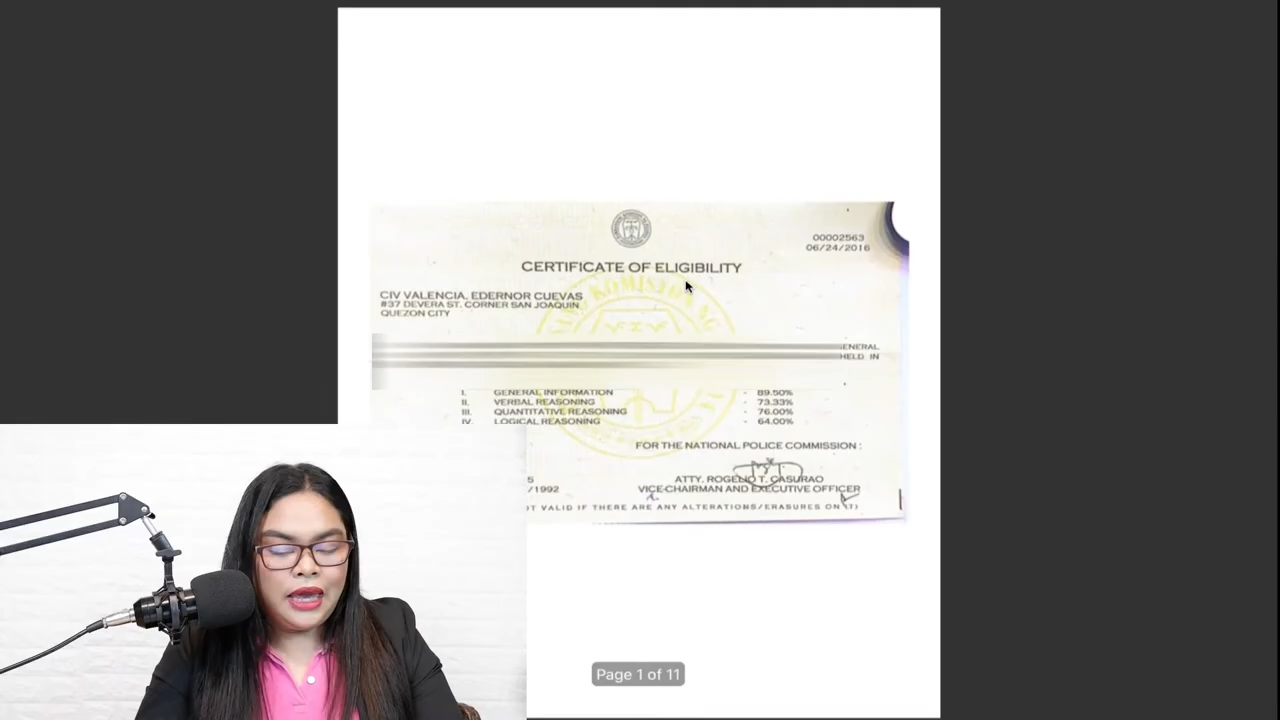 00002563
06/24/2016
CERTIFICATE OF ELIGIBILITY
CIV VALENCIA, EDERNOR CUEVAS
#37 DEVERA ST. CORNER SAN JOAQUIN
QUEZON CITY
ENERAL
HELD IN
I. GENERAL INFORMATION - 89.50%
II. VERBAL REASONING - 73.33%
III. QUANTITATIVE REASONING - 76.00%
IV. LOGICAL REASONING - 64.00%
FOR THE NATIONAL POLICE COMMISSION :
5
/1992
ATTY. ROGELIO T. CASURAO
VICE-CHAIRMAN AND EXECUTIVE OFFICER
OT VALID IF THERE ARE ANY ALTERATIONS/ERASURES ON IT)
Page 1 of 11